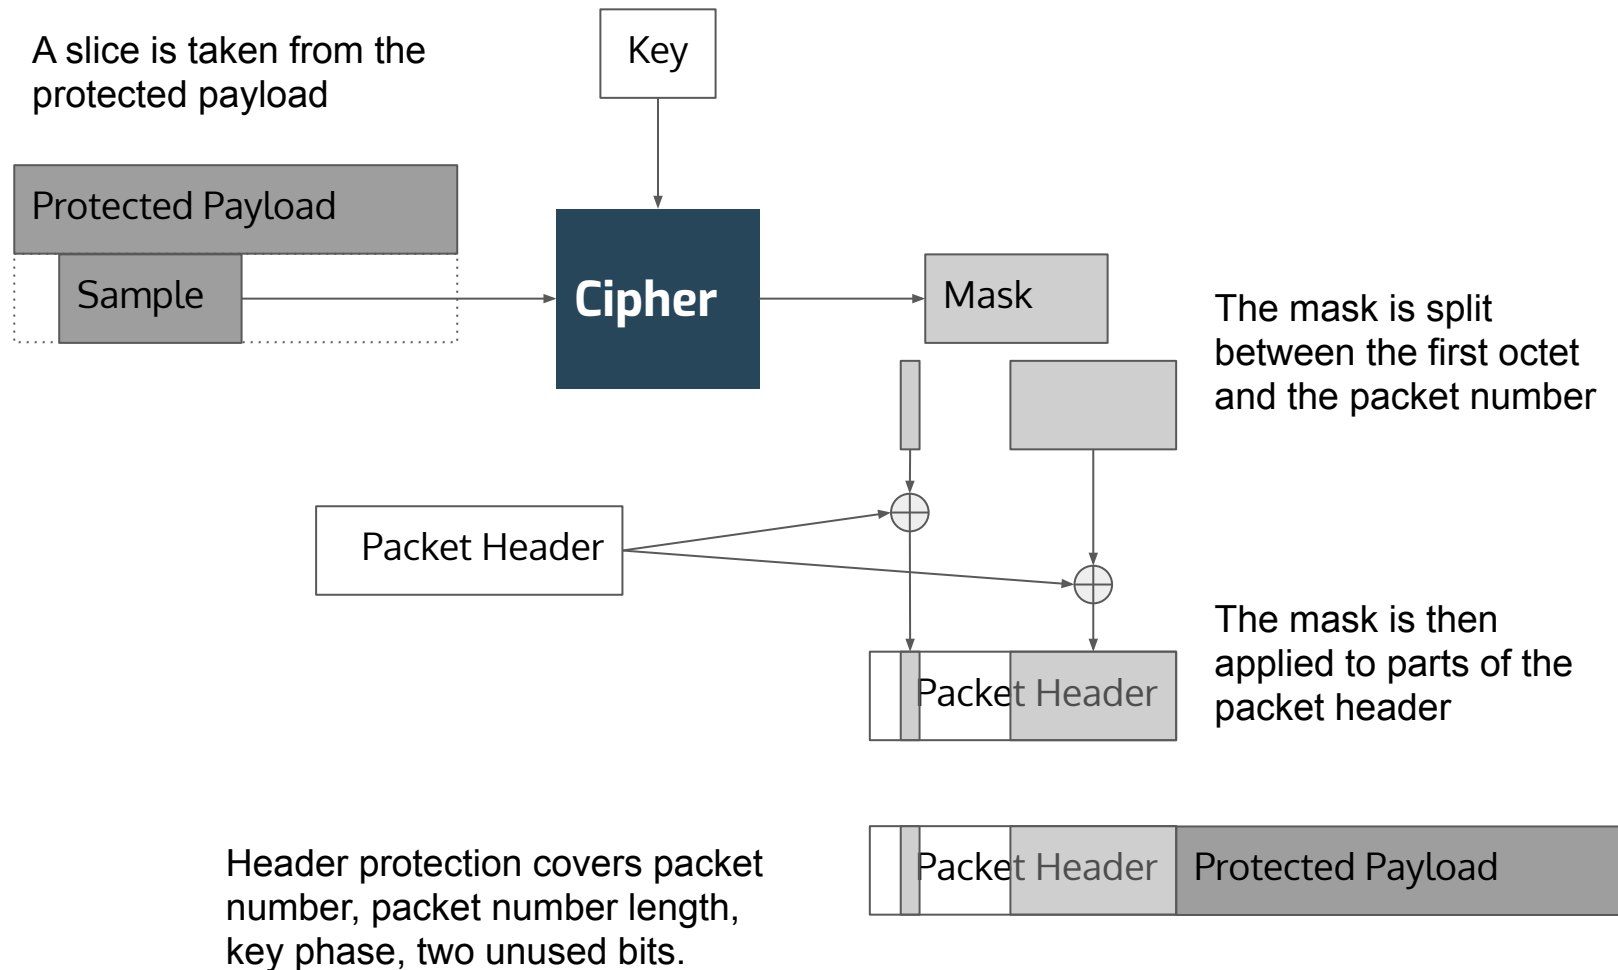 A slice is taken from the
protected payload
Key
Protected Payload
Sample
Cipher
Mask
The mask is split
between the first octet
and the packet number
Packet Header
The mask is then
applied to parts of the
packet header
Packet Header
Packet Header
Protected Payload
Header protection covers packet
number, packet number length,
key phase, two unused bits.